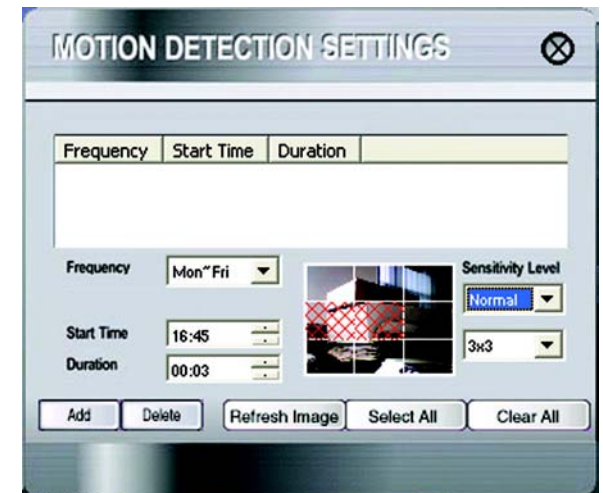 MOTION DETECTION SETTINGS
Frequency Start Time Duration
Frequency Mon~Fri Sensitivity Level
Normal
Start Time 16:45
3x3
Duration 00:03
Add Delete Refresh Image Select All Clear All